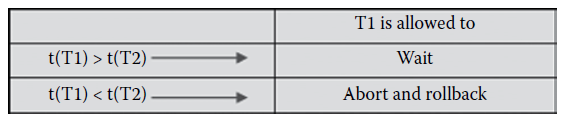 T1 is allowed to
t(T1) > t(T2) Wait
t(T1) < t(T2) Abort and rollback